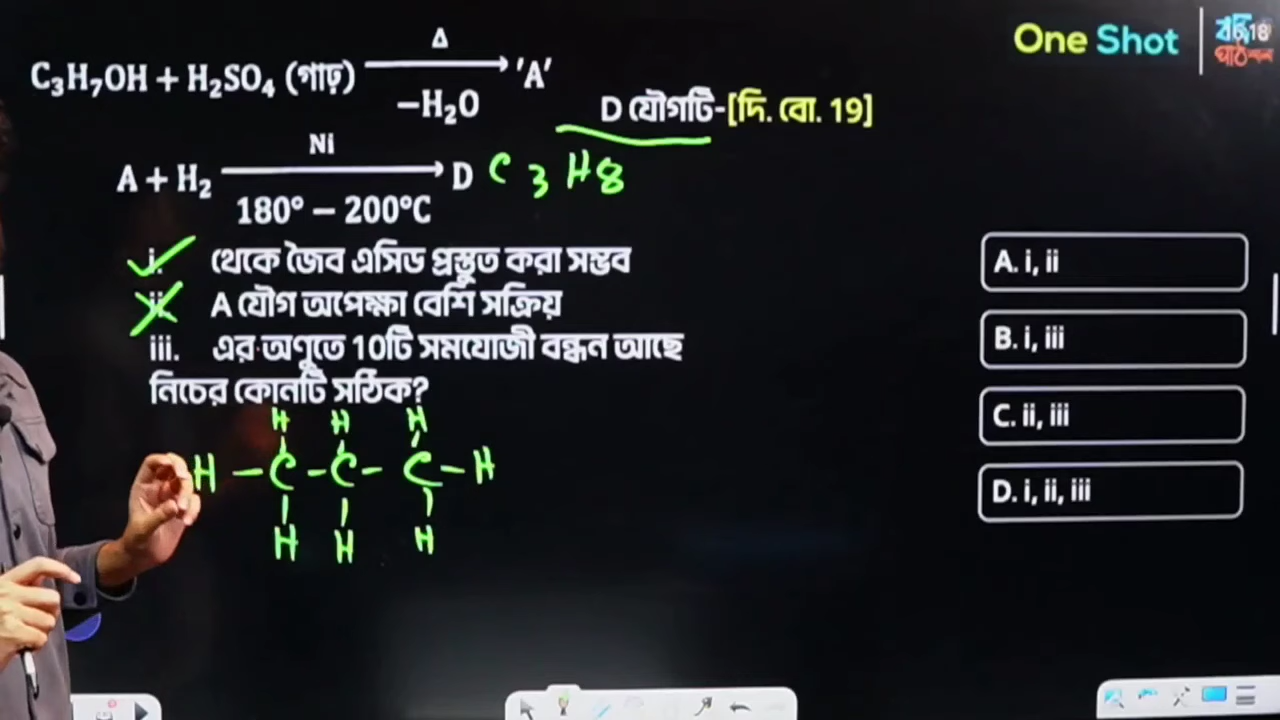 One Shot
C₃H₇OH + H₂SO₄ (গাঢ়) Δ −H₂O 'A'
D যৌগটি-[দি. বো. 19]
A + H₂ Ni 180° − 200°C D C₃H₈
i. থেকে জৈব এসিড প্রস্তুত করা সম্ভব
ii. A যৌগ অপেক্ষা বেশি সক্রিয়
iii. এর অণুতে 10টি সমযোজী বন্ধন আছে
নিচের কোনটি সঠিক?
A. i, ii
B. i, iii
C. ii, iii
D. i, ii, iii
H H H
H − C − C − C − H
H H H